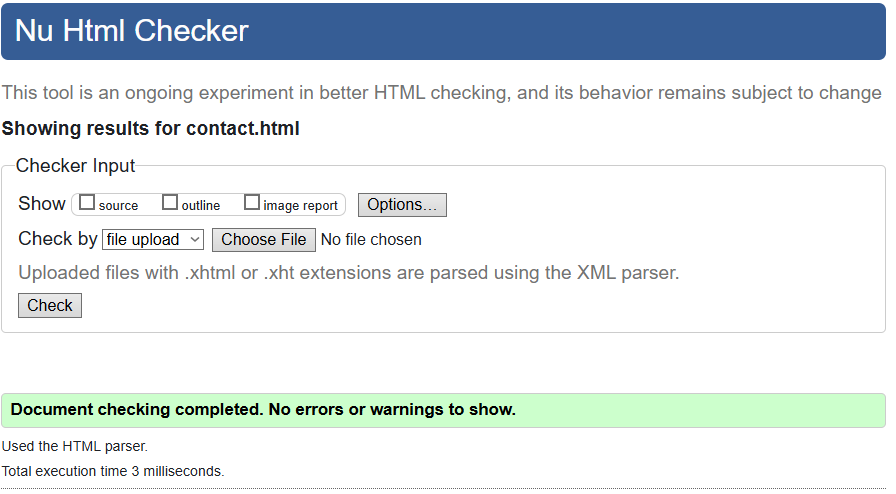 Nu Html Checker
This tool is an ongoing experiment in better HTML checking, and its behavior remains subject to change
Showing results for contact.html
Checker Input
Show source outline image report Options...
Check by file upload Choose File No file chosen
Uploaded files with .xhtml or .xht extensions are parsed using the XML parser.
Check
Document checking completed. No errors or warnings to show.
Used the HTML parser.
Total execution time 3 milliseconds.